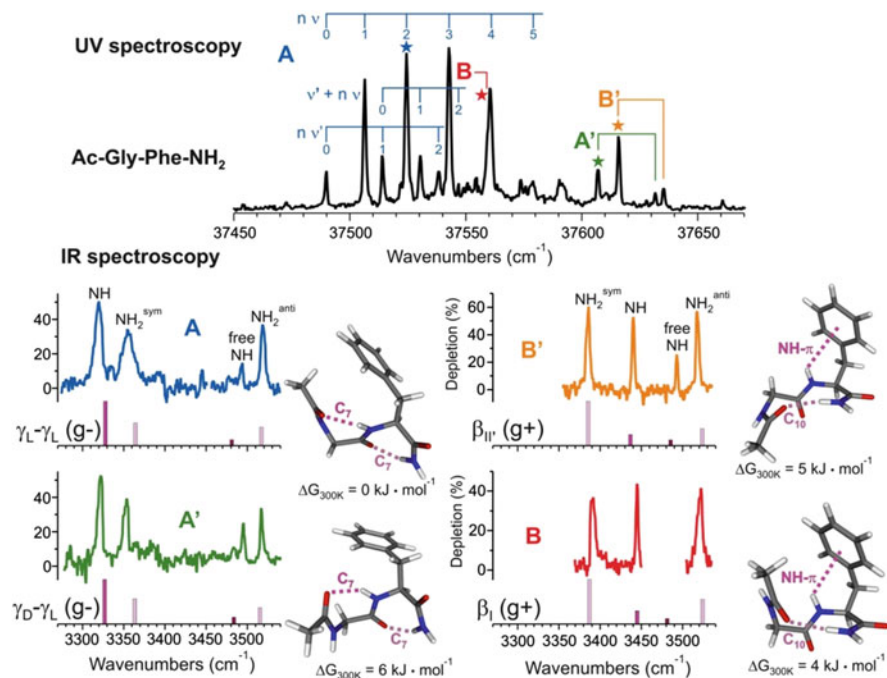 UV spectroscopy
Ac-Gly-Phe-NH₂
n ν
0 1 2 3 4 5
A
B
B'
ν' + n ν
0 1 2
A'
n ν'
0 1 2
37450 37500 37550 37600 37650
Wavenumbers (cm⁻¹)
IR spectroscopy
NH
NH₂ˢʸᵐ
A
free
NH
NH₂ᵃⁿᵗⁱ
40
20
0
γL-γL (g-)
C₇
C₇
ΔG300K = 0 kJ · mol⁻¹
Depletion (%)
60
40
20
0
NH₂ˢʸᵐ
NH
free
NH
NH₂ᵃⁿᵗⁱ
B'
βII' (g+)
NH-π
C₁₀
ΔG300K = 5 kJ · mol⁻¹
40
20
0
A'
γD-γL (g-)
3300 3350 3400 3450 3500
Wavenumbers (cm⁻¹)
C₇
C₇
ΔG300K = 6 kJ · mol⁻¹
Depletion (%)
40
20
0
B
βI (g+)
3300 3400 3500
Wavenumbers (cm⁻¹)
NH-π
C₁₀
ΔG300K = 4 kJ · mol⁻¹